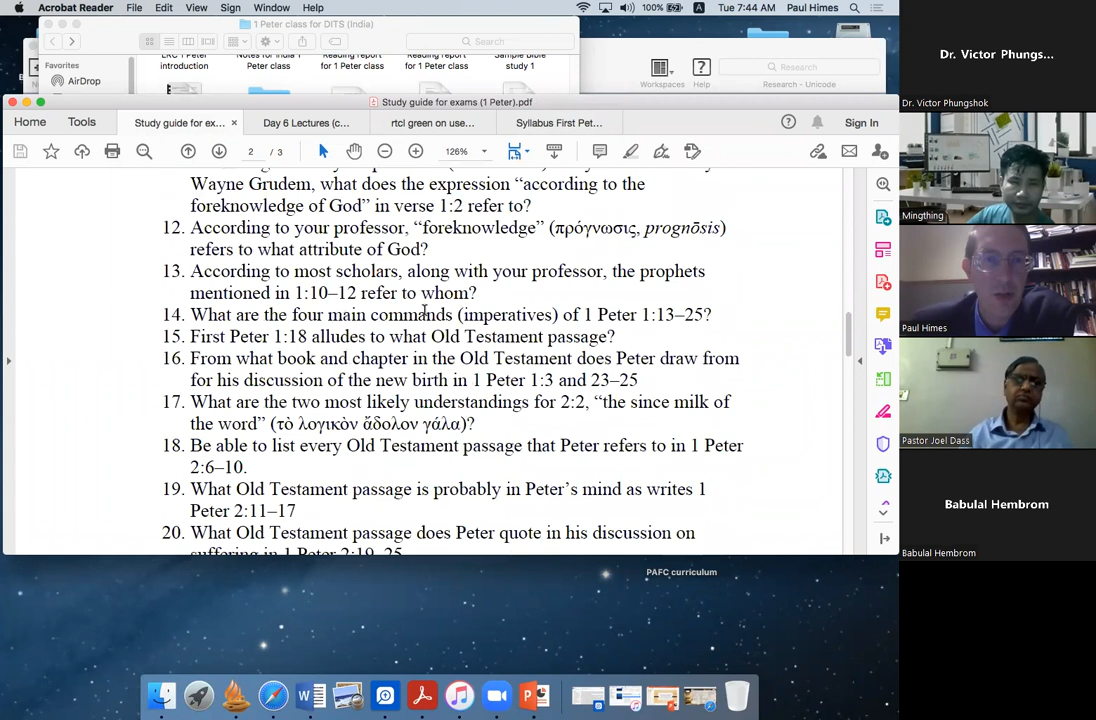 Acrobat Reader File Edit View Sign Window Help 100% A Tue 7:44 AM Paul Himes
1 Peter class for DITS (India)
Search
Research
Favorites
AirDrop
ERC 1 Peter introduction
Notes for India 1 Peter class
Reading report for 1 Peter class
Reading report for 1 Peter class
Sample Bible study 1
Workspaces Help Research - Unicode
Study guide for exams (1 Peter).pdf
Home Tools Study guide for ex... × Day 6 Lectures (c... rtcl green on use... Syllabus First Pet... Sign In
2 / 3 126%
Wayne Grudem, what does the expression “according to the
foreknowledge of God” in verse 1:2 refer to?
12. According to your professor, “foreknowledge” (πρόγνωσις, prognōsis)
refers to what attribute of God?
13. According to most scholars, along with your professor, the prophets
mentioned in 1:10–12 refer to whom?
14. What are the four main commands (imperatives) of 1 Peter 1:13–25?
15. First Peter 1:18 alludes to what Old Testament passage?
16. From what book and chapter in the Old Testament does Peter draw from
for his discussion of the new birth in 1 Peter 1:3 and 23–25
17. What are the two most likely understandings for 2:2, “the since milk of
the word” (τὸ λογικὸν ἄδολον γάλα)?
18. Be able to list every Old Testament passage that Peter refers to in 1 Peter
2:6–10.
19. What Old Testament passage is probably in Peter’s mind as writes 1
Peter 2:11–17
20. What Old Testament passage does Peter quote in his discussion on
suffering in 1 Peter 2:19–25
PAFC curriculum
Dr. Victor Phungs...
Dr. Victor Phungshok
Mingthing
Paul Himes
Pastor Joel Dass
Babulal Hembrom
Babulal Hembrom